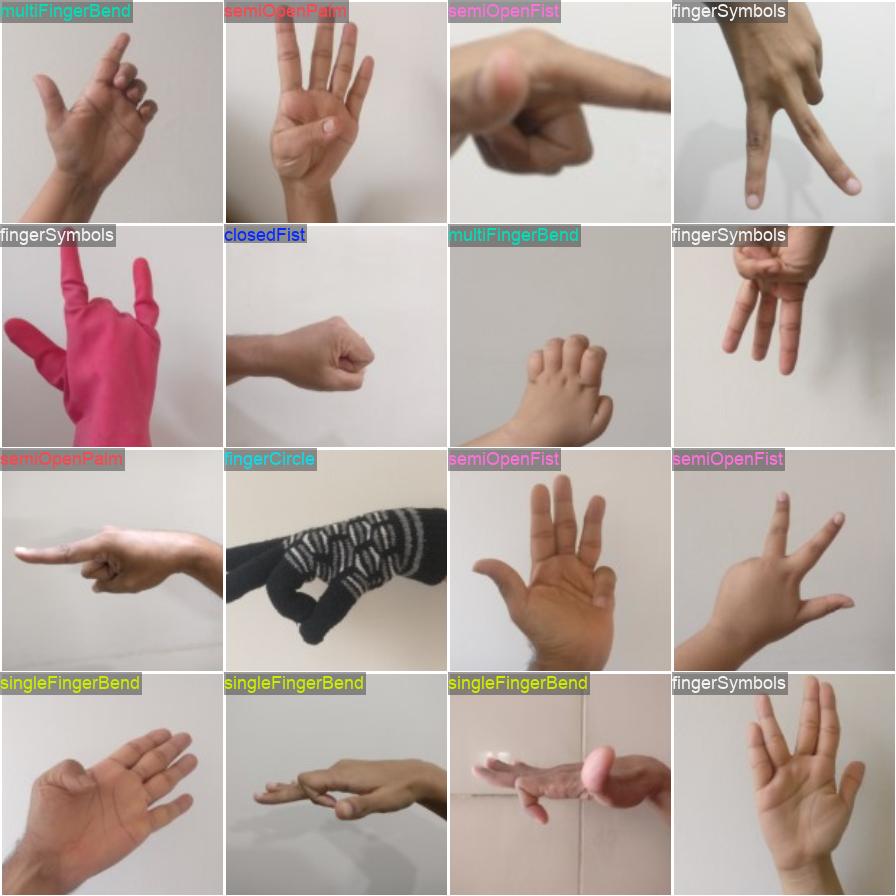 multiFingerBend
semiOpenPalm
semiOpenFist
fingerSymbols
fingerSymbols
closedFist
multiFingerBend
fingerSymbols
semiOpenPalm
fingerCircle
semiOpenFist
semiOpenFist
singleFingerBend
singleFingerBend
singleFingerBend
fingerSymbols